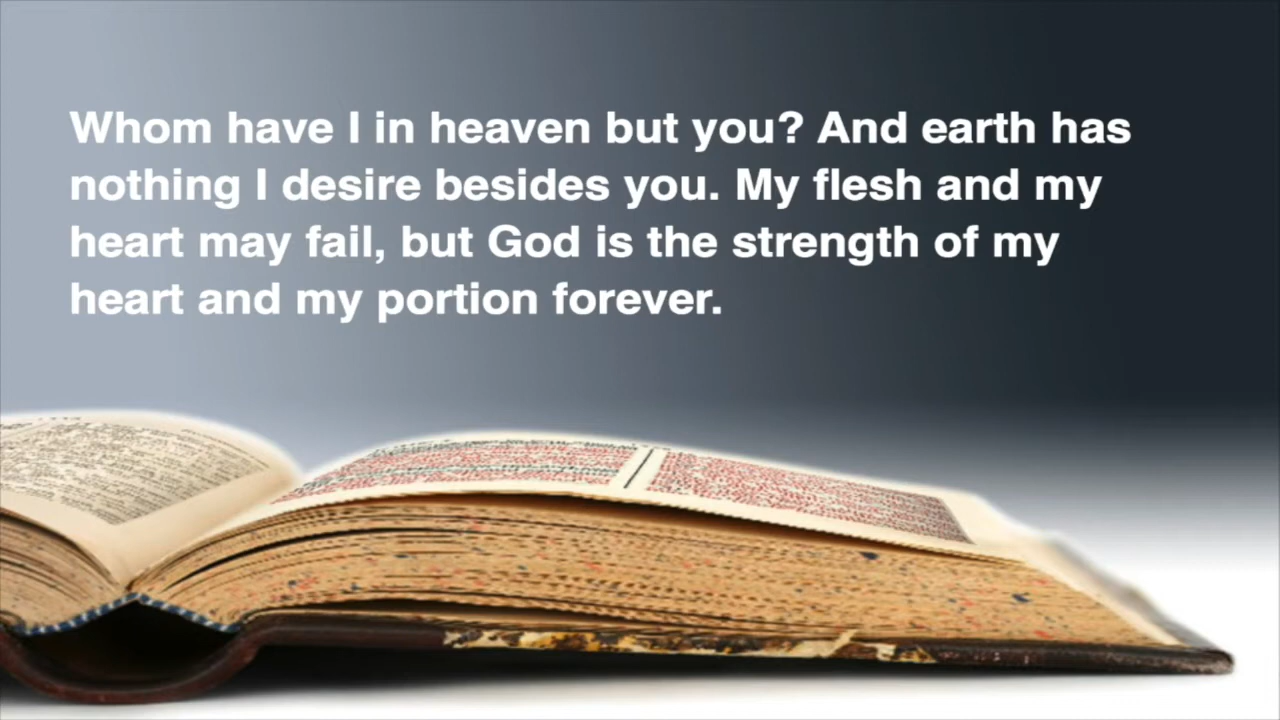 Whom have I in heaven but you? And earth has
nothing I desire besides you. My flesh and my
heart may fail, but God is the strength of my
heart and my portion forever.